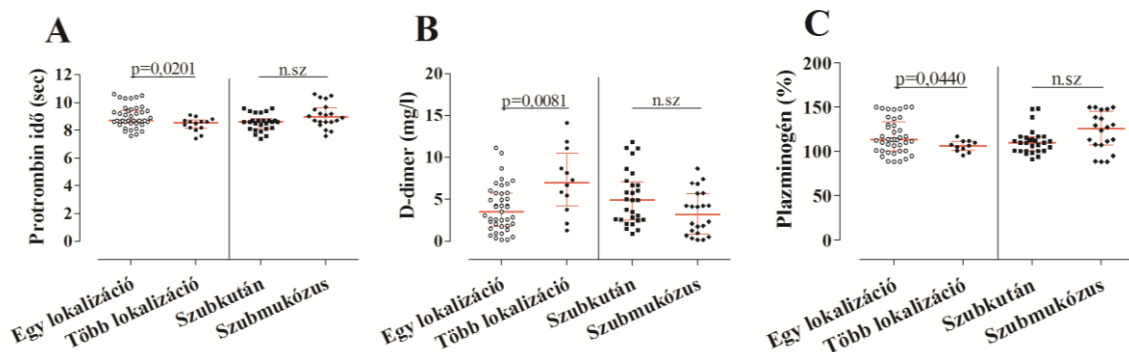 A
Protrombin idő (sec)
12
10
8
6
4
2
0
p=0,0201
n.sz
Egy lokalizáció
Több lokalizáció
Szubkután
Szubmukózus
B
D-dimer (mg/l)
20
15
10
5
0
p=0,0081
n.sz
Egy lokalizáció
Több lokalizáció
Szubkután
Szubmukózus
C
Plazminogén (%)
200
150
100
50
0
p=0,0440
n.sz
Egy lokalizáció
Több lokalizáció
Szubkután
Szubmukózus